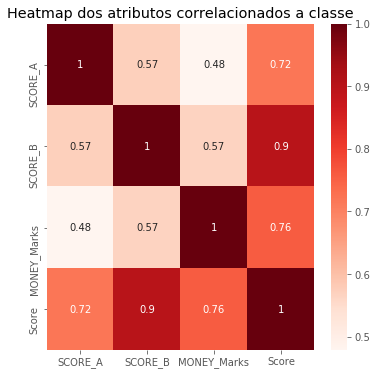 Heatmap dos atributos correlacionados a classe
SCORE_A
1
0.57
0.48
0.72
SCORE_B
0.57
1
0.57
0.9
MONEY_Marks
0.48
0.57
1
0.76
Score
0.72
0.9
0.76
1
SCORE_A
SCORE_B
MONEY_Marks
Score
1.0
0.9
0.8
0.7
0.6
0.5